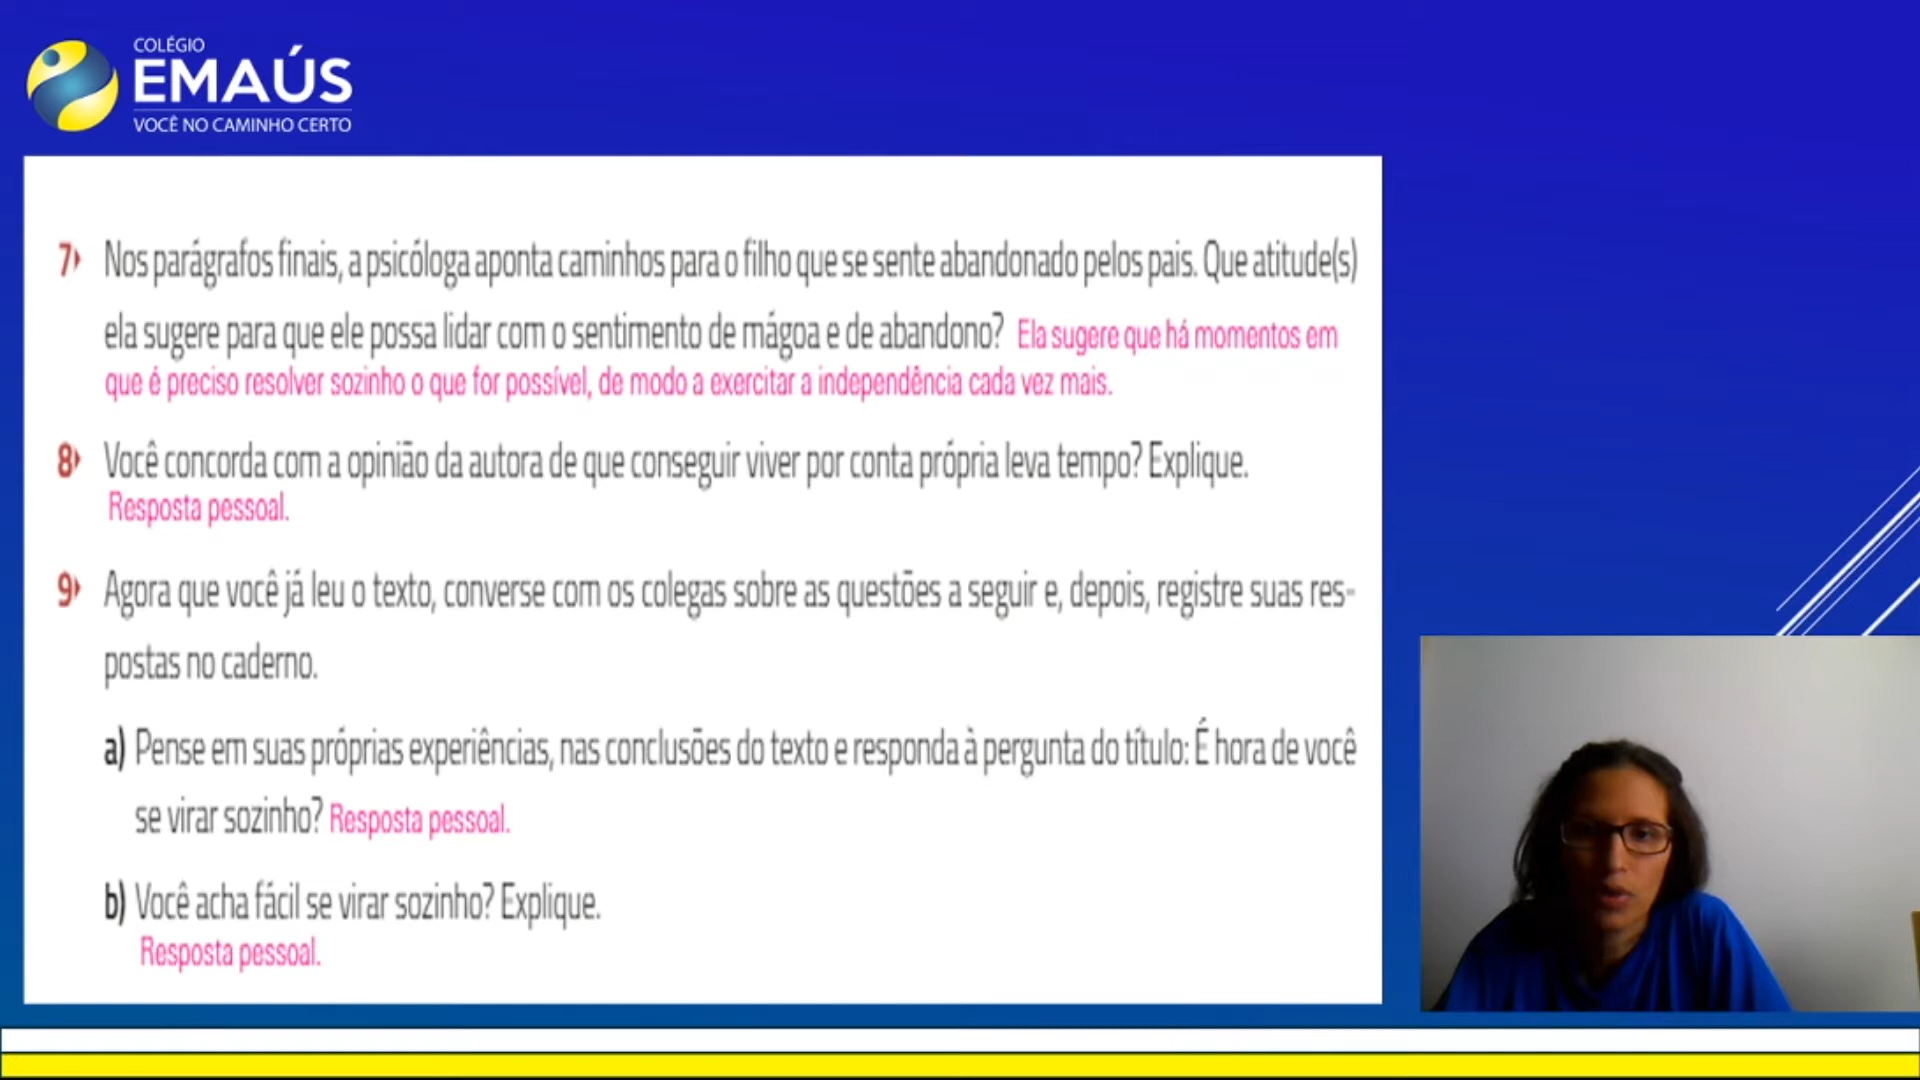 COLÉGIO
EMAÚS
VOCÊ NO CAMINHO CERTO
7 Nos parágrafos finais, a psicóloga aponta caminhos para o filho que se sente abandonado pelos pais. Que atitude(s)
ela sugere para que ele possa lidar com o sentimento de mágoa e de abandono? Ela sugere que há momentos em
que é preciso resolver sozinho o que for possível, de modo a exercitar a independência cada vez mais.
8 Você concorda com a opinião da autora de que conseguir viver por conta própria leva tempo? Explique.
Resposta pessoal.
9 Agora que você já leu o texto, converse com os colegas sobre as questões a seguir e, depois, registre suas res-
postas no caderno.
a) Pense em suas próprias experiências, nas conclusões do texto e responda à pergunta do título: É hora de você
se virar sozinho? Resposta pessoal.
b) Você acha fácil se virar sozinho? Explique.
Resposta pessoal.